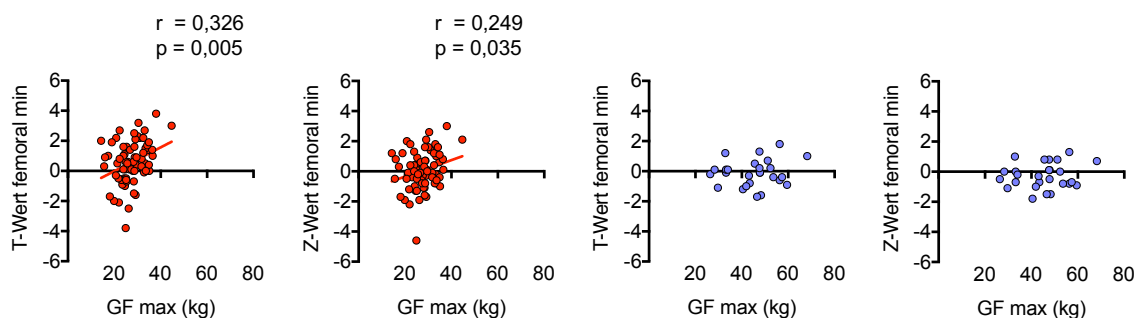 r = 0,326
p = 0,005
T-Wert femoral min
6
4
2
0
-2
-4
-6
20 40 60 80
GF max (kg)
r = 0,249
p = 0,035
Z-Wert femoral min
6
4
2
0
-2
-4
-6
20 40 60 80
GF max (kg)
T-Wert femoral min
6
4
2
0
-2
-4
-6
20 40 60 80
GF max (kg)
Z-Wert femoral min
6
4
2
0
-2
-4
-6
20 40 60 80
GF max (kg)